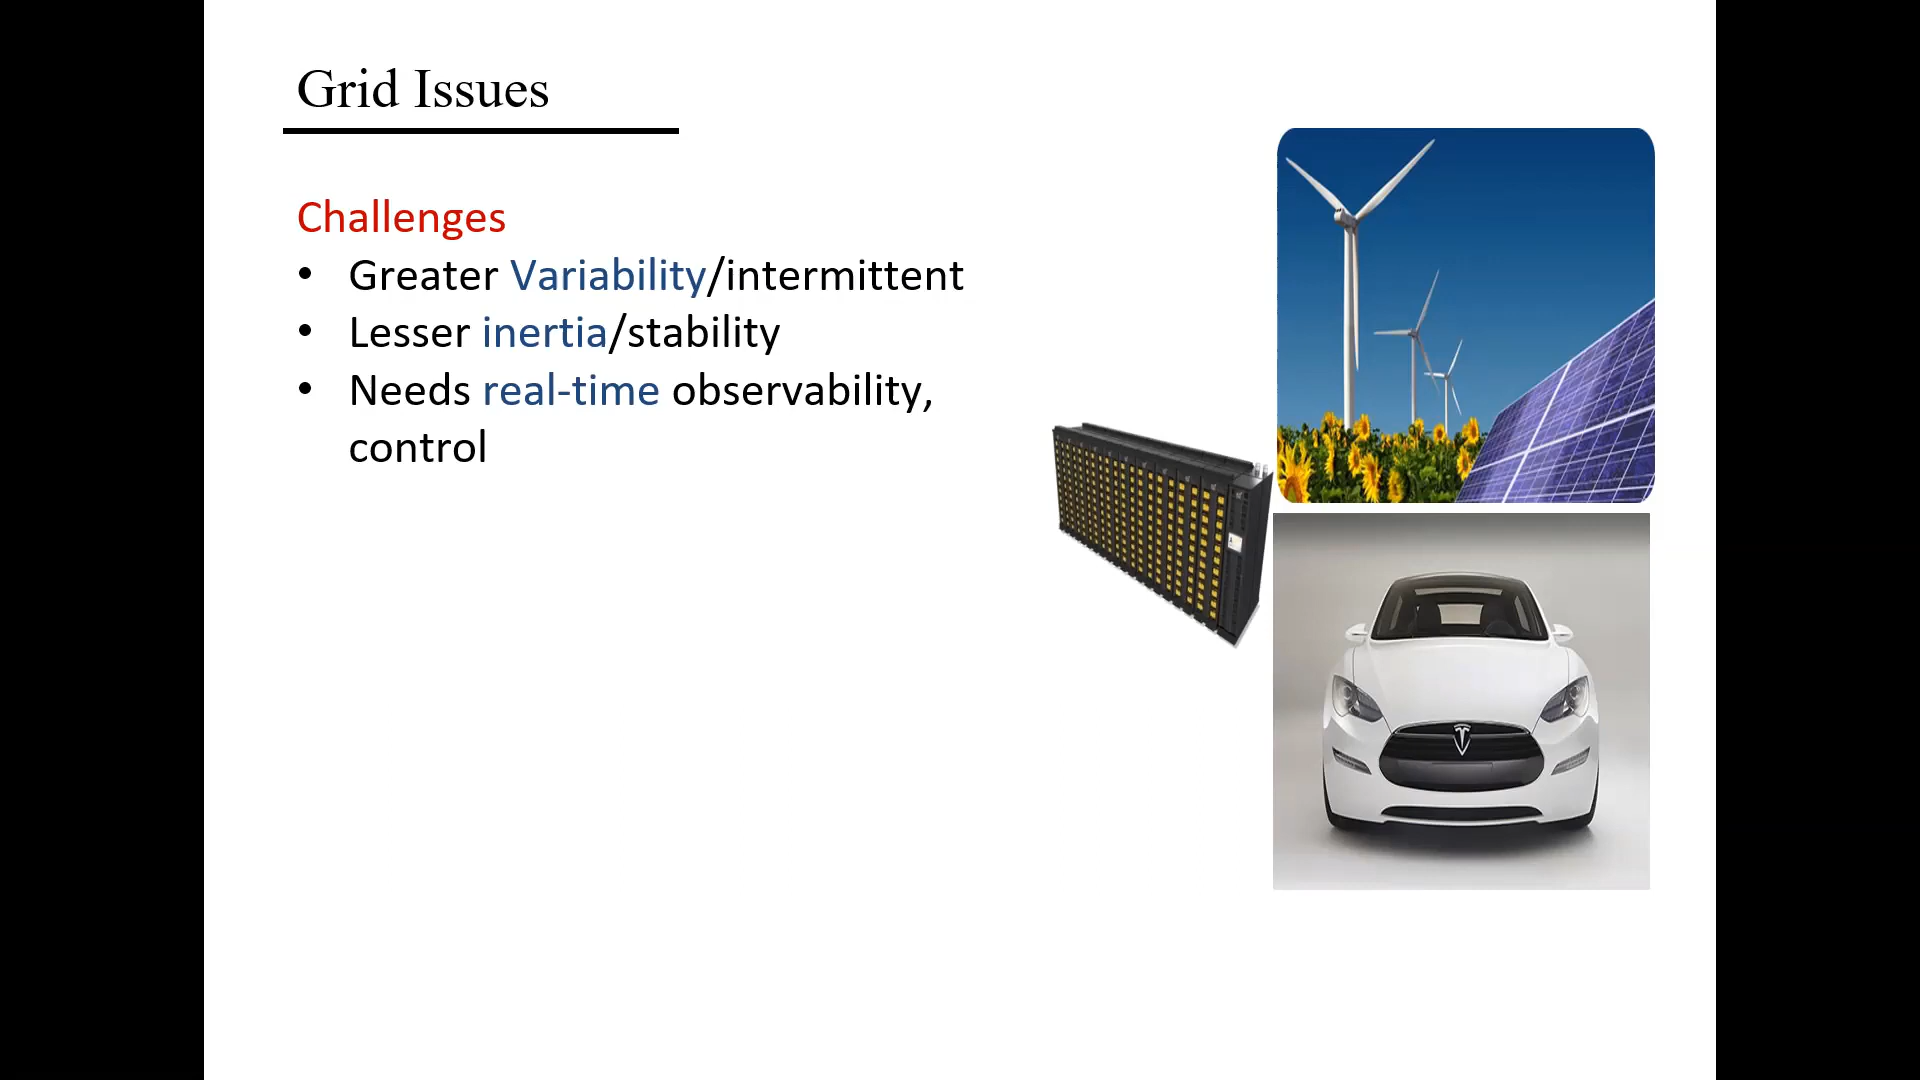 Grid Issues
Challenges
• Greater Variability/intermittent
• Lesser inertia/stability
• Needs real-time observability,
control